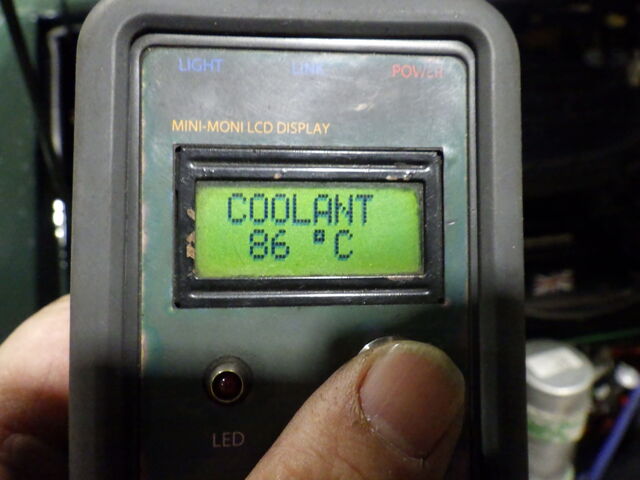 LIGHT LINK POWER
MINI-MONI LCD DISPLAY
COOLANT
86 °C
LED